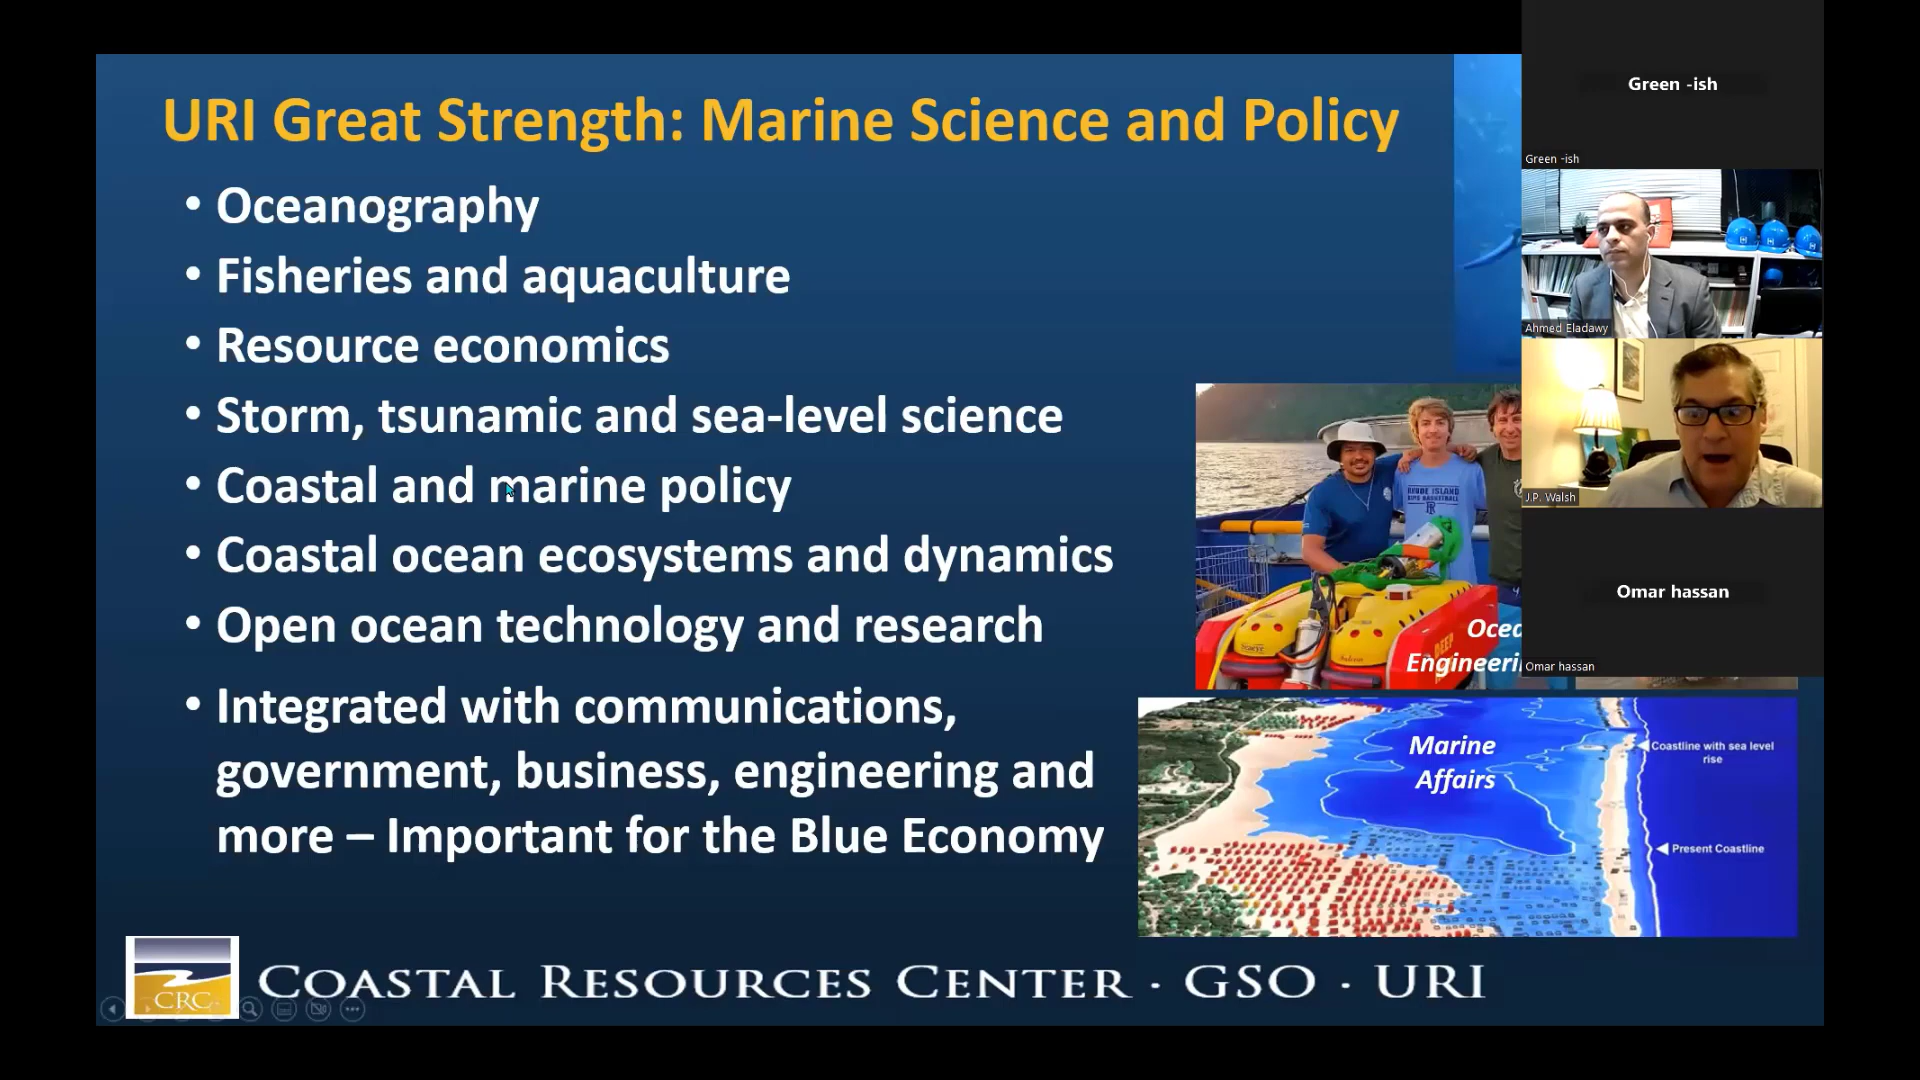 URI Great Strength: Marine Science and Policy
• Oceanography
• Fisheries and aquaculture
• Resource economics
• Storm, tsunamic and sea-level science
• Coastal and marine policy
• Coastal ocean ecosystems and dynamics
• Open ocean technology and research
• Integrated with communications,
government, business, engineering and
more – Important for the Blue Economy
Green -ish
Green -ish
Ahmed Eladawy
J.P. Walsh
Omar hassan
Omar hassan
RHODE ISLAND
DEEP
Marine
Affairs
Coastline with sea level
rise
Present Coastline
CRC
COASTAL RESOURCES CENTER · GSO · URI